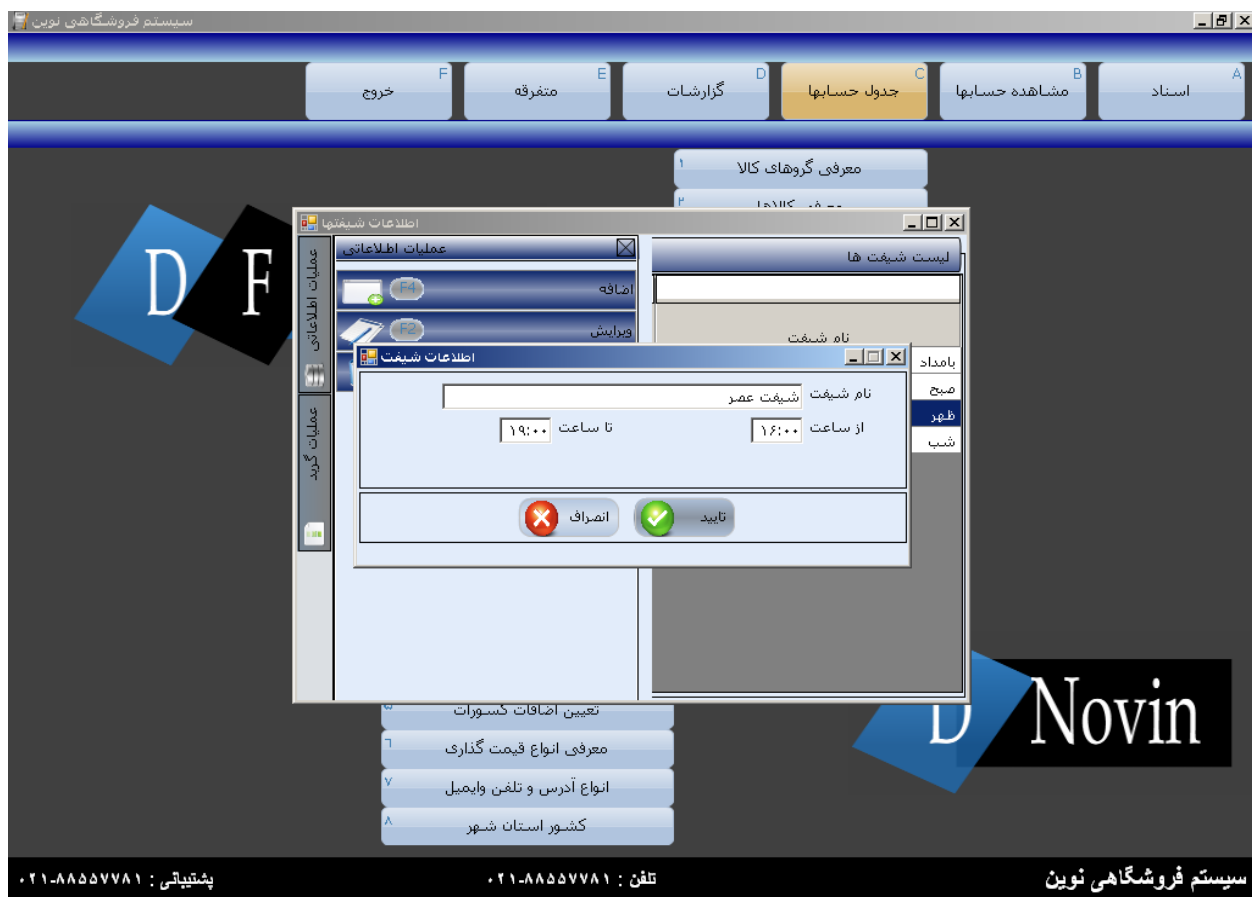 سیستم فروشگاهی نوین
A
اسناد
B
مشاهده حسابها
C
جدول حسابها
D
گزارشات
E
متفرقه
F
خروج
۱
معرفی گروهای کالا
۲
معرفی کالاها
اطلاعات شیفتها
لیست شیفت ها
نام شیفت
بامداد
صبح
ظهر
شب
عملیات اطلاعاتی
اضافه F4
ویرایش F2
عملیات اطلاعاتی
عملیات گرید
اطلاعات شیفت
نام شیفت شیفت عصر
از ساعت ۱۶:۰۰ تا ساعت ۱۹:۰۰
تایید
انصراف
۵
تعیین اضافات کسورات
۶
معرفی انواع قیمت گذاری
۷
انواع آدرس و تلفن وایمیل
۸
کشور استان شهر
D F
D Novin
سیستم فروشگاهی نوین
تلفن : ۰۲۱-۸۸۵۵۷۷۸۱
پشتیبانی : ۰۲۱-۸۸۵۵۷۷۸۱